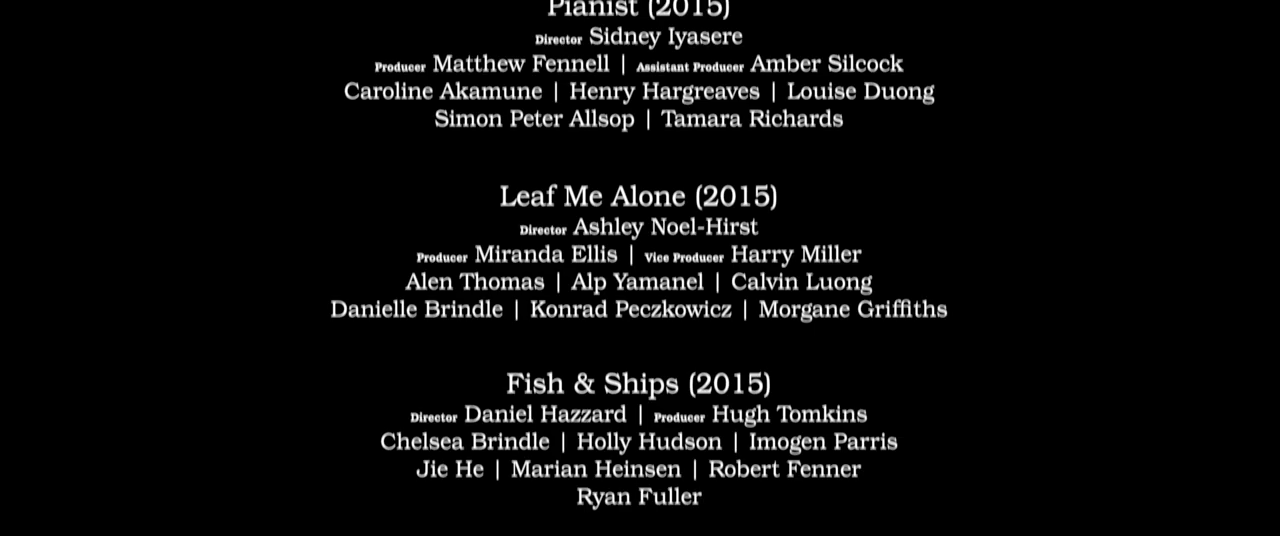 Pianist (2015)
Director Sidney Iyasere
Producer Matthew Fennell | Assistant Producer Amber Silcock
Caroline Akamune | Henry Hargreaves | Louise Duong
Simon Peter Allsop | Tamara Richards
Leaf Me Alone (2015)
Director Ashley Noel-Hirst
Producer Miranda Ellis | Vice Producer Harry Miller
Alen Thomas | Alp Yamanel | Calvin Luong
Danielle Brindle | Konrad Peczkowicz | Morgane Griffiths
Fish & Ships (2015)
Director Daniel Hazzard | Producer Hugh Tomkins
Chelsea Brindle | Holly Hudson | Imogen Parris
Jie He | Marian Heinsen | Robert Fenner
Ryan Fuller